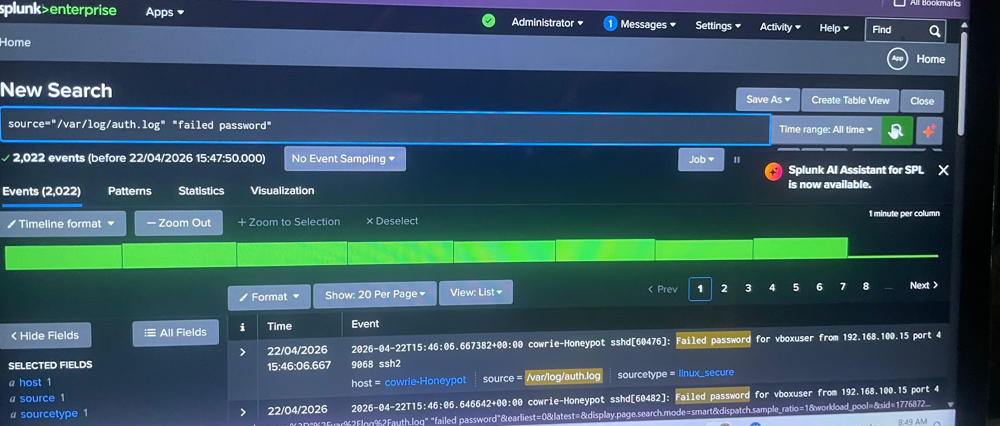 splunk>enterprise Apps
Administrator 1 Messages Settings Activity Help Find
All Bookmarks
Home
App Home
New Search
Save As Create Table View Close
source="/var/log/auth.log" "failed password"
Time range: All time
2,022 events (before 22/04/2026 15:47:50.000)
No Event Sampling
Job
Splunk AI Assistant for SPL
is now available.
Events (2,022) Patterns Statistics Visualization
Timeline format — Zoom Out + Zoom to Selection × Deselect
1 minute per column
Format Show: 20 Per Page View: List
< Prev 1 2 3 4 5 6 7 8 ... Next >
< Hide Fields All Fields
i Time Event
SELECTED FIELDS
a host 1
a source 1
a sourcetype 1
22/04/2026
15:46:06.667
2026-04-22T15:46:06.667382+00:00 cowrie-Honeypot sshd[60476]: Failed password for vboxuser from 192.168.100.15 port 4
9068 ssh2
host = cowrie-Honeypot source = /var/log/auth.log sourcetype = linux_secure
22/04/2026
2026-04-22T15:46:06.646642+00:00 cowrie-Honeypot sshd[60482]: Failed password for vboxuser from 192.168.100.15 port 4
%2Fvar%2Flog%2Fauth.log" "failed password"&earliest=0&latest=&display.page.search.mode=smart&dispatch.sample_ratio=1&workload_pool=&sid=1776872...
8:49 AM